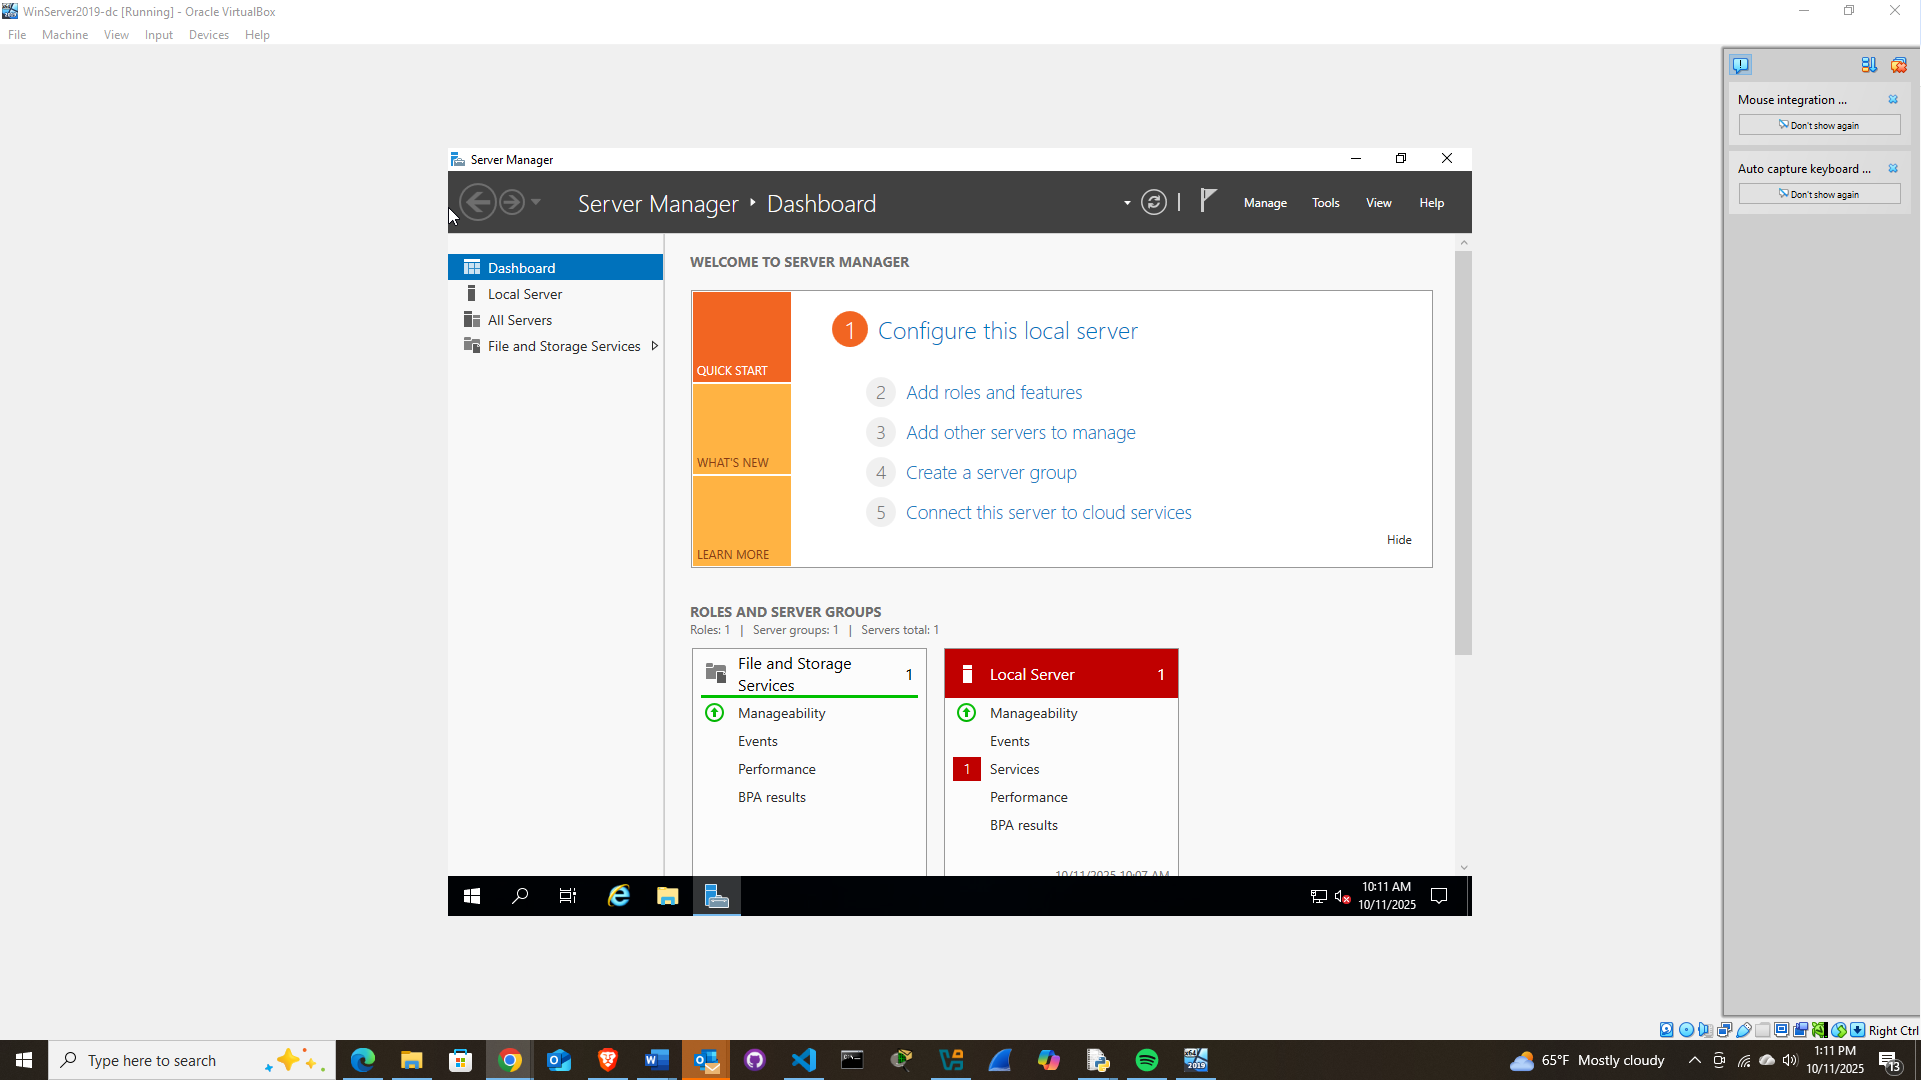 WinServer2019-dc [Running] - Oracle VirtualBox
File Machine View Input Devices Help
Mouse integration ...
Don't show again
Auto capture keyboard ...
Don't show again
Server Manager
Server Manager ‣ Dashboard
Manage Tools View Help
Dashboard
Local Server
All Servers
File and Storage Services
WELCOME TO SERVER MANAGER
QUICK START
WHAT'S NEW
LEARN MORE
1 Configure this local server
2 Add roles and features
3 Add other servers to manage
4 Create a server group
5 Connect this server to cloud services
Hide
ROLES AND SERVER GROUPS
Roles: 1 | Server groups: 1 | Servers total: 1
File and Storage
Services
1
Manageability
Events
Performance
BPA results
Local Server 1
Manageability
Events
1 Services
Performance
BPA results
10/11/2025 10:07 AM
10:11 AM
10/11/2025
Right Ctrl
Type here to search
65°F Mostly cloudy
1:11 PM
10/11/2025
13